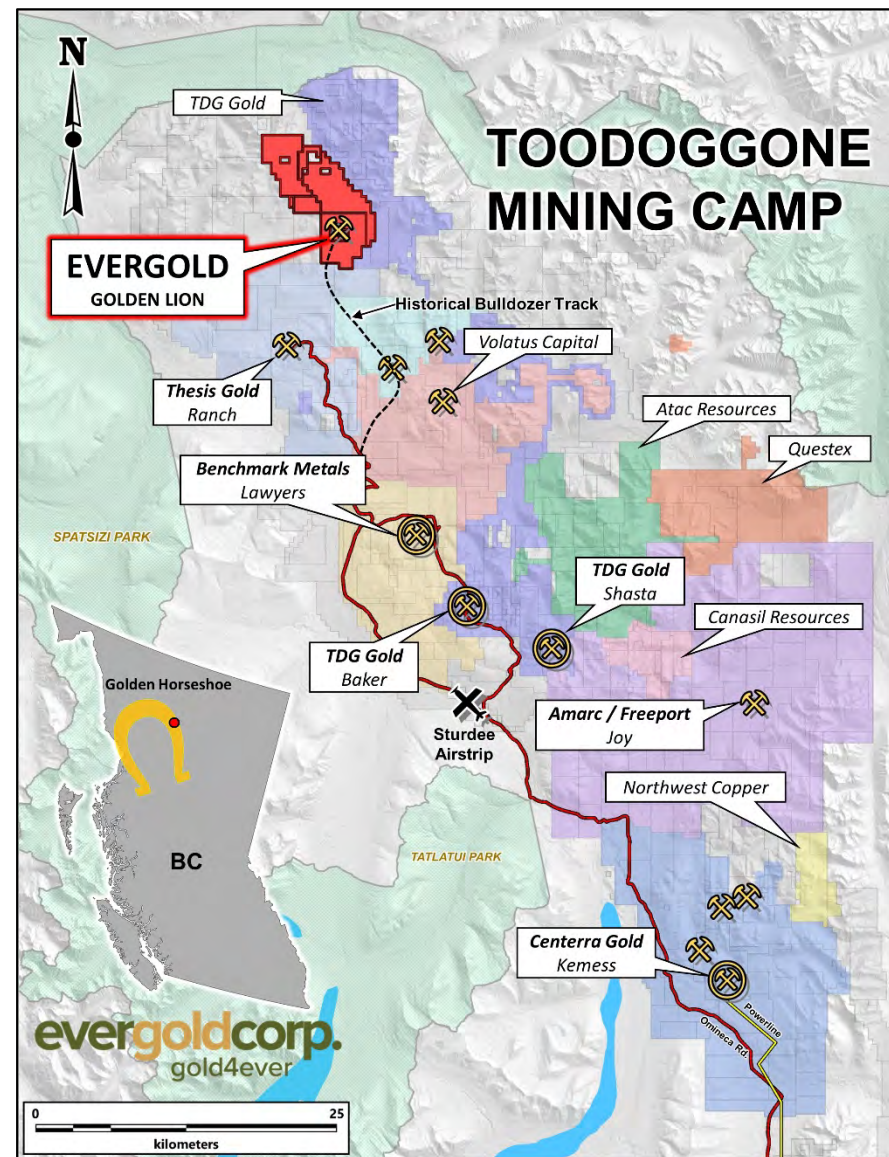 N
TDG Gold
TOODOGGONE
MINING CAMP
EVERGOLD
GOLDEN LION
Historical Bulldozer Track
Volatus Capital
Thesis Gold
Ranch
Atac Resources
Questex
Benchmark Metals
Lawyers
SPATSIZI PARK
TDG Gold
Shasta
Canasil Resources
TDG Gold
Baker
Golden Horseshoe
Sturdee
Airstrip
Amarc / Freeport
Joy
Northwest Copper
BC
TATLATUI PARK
Centerra Gold
Kemess
Powerline
Omineca Rd.
evergoldcorp.
gold4ever
0 25
kilometers